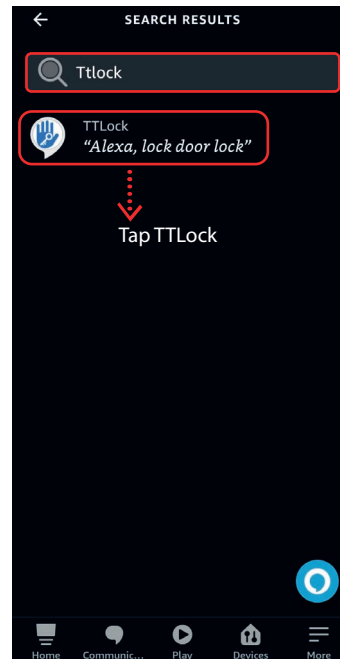 SEARCH RESULTS
Ttlock
TTLock
“Alexa, lock door lock”
Tap TTLock
Home Communic... Play Devices More